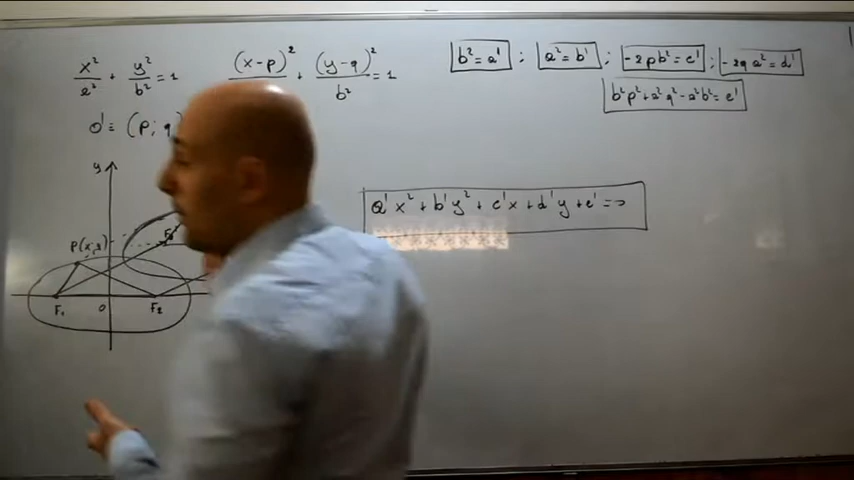 x²/a² + y²/b² = 1
(x-p)² + (y-q)²/b² = 1
b²=a' ; a²=b' ; -2pb²=c' ; -2qa²=d'
b²p²+a²q²-a²b²=e'
O' ≡ (p; q
y
a'x² + b'y² + c'x + d'y + e' =0
P(x,y)
F₁ O F₂